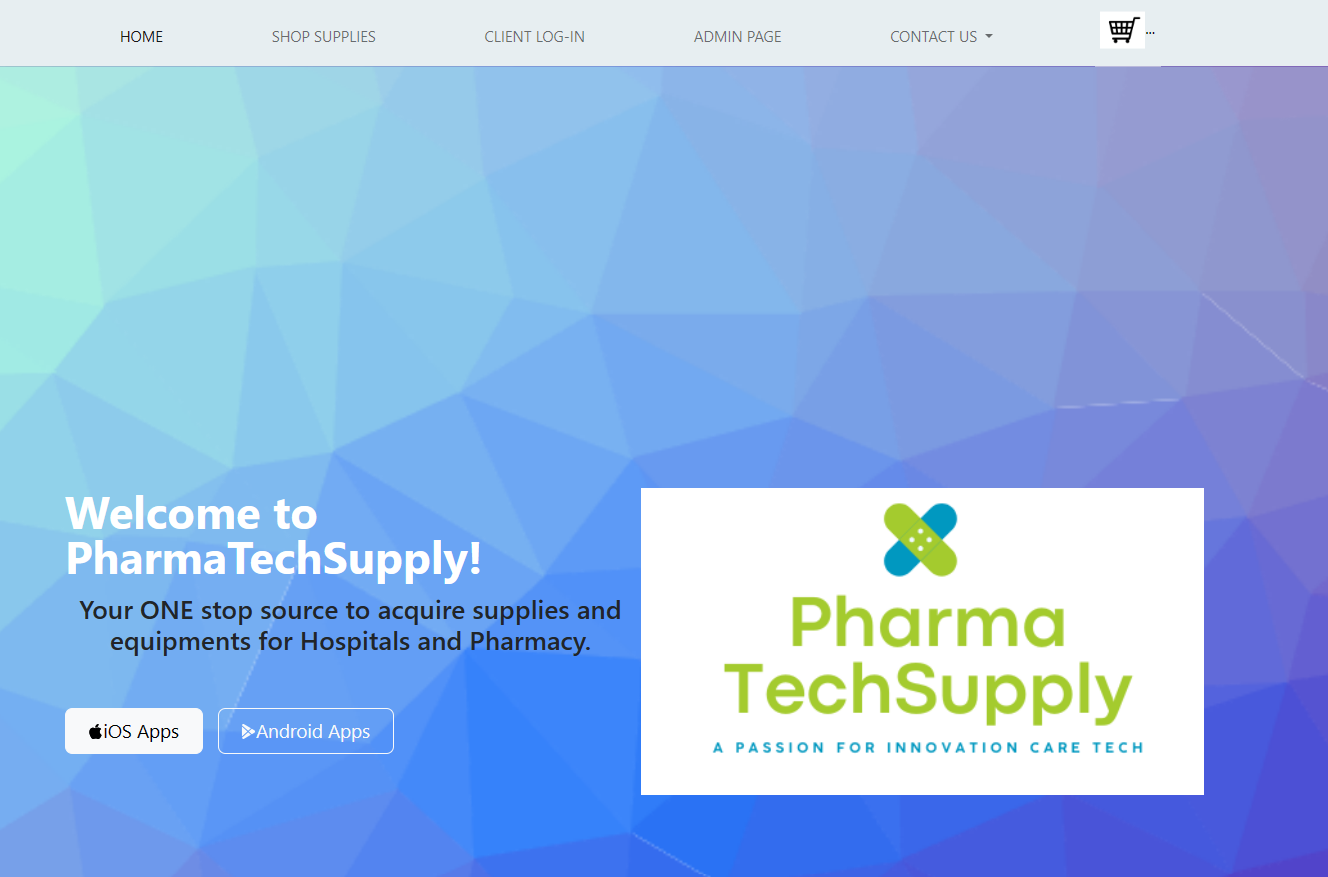 HOME SHOP SUPPLIES CLIENT LOG-IN ADMIN PAGE CONTACT US ...
Welcome to
PharmaTechSupply!
Your ONE stop source to acquire supplies and
equipments for Hospitals and Pharmacy.
iOS Apps Android Apps
Pharma
TechSupply
A PASSION FOR INNOVATION CARE TECH